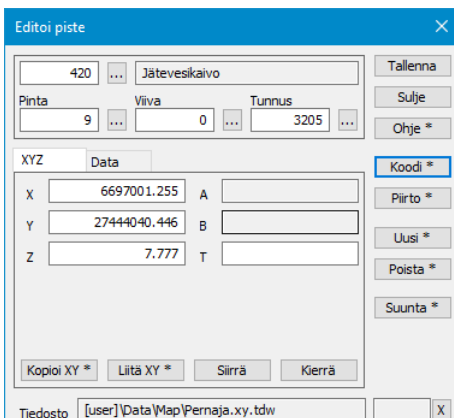 Editoi piste
420 ... Jätevesikaivo Tallenna
Pinta Viiva Tunnus Sulje
9 ... 0 ... 3205 ... Ohje *
XYZ Data Koodi *
X 6697001.255 A Piirto *
Y 27444040.446 B Uusi *
Z 7.777 T Poista *
Suunta *
Kopioi XY * Liitä XY * Siirrä Kierrä
Tiedosto [user]\Data\Map\Pernaja.xy.tdw X